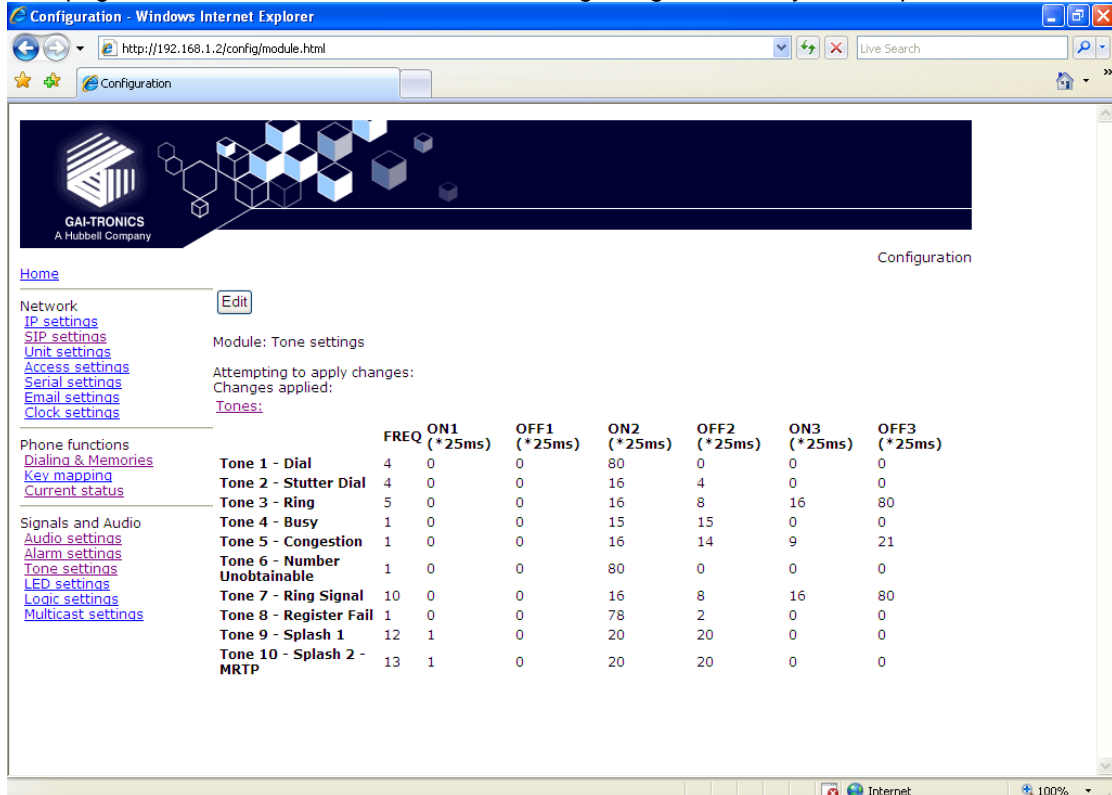 Configuration - Windows Internet Explorer
http://192.168.1.2/config/module.html
Live Search
Configuration
GAI-TRONICS
A Hubbell Company
Configuration
Home
Network
IP settings
SIP settings
Unit settings
Access settings
Serial settings
Email settings
Clock settings
Phone functions
Dialing & Memories
Key mapping
Current status
Signals and Audio
Audio settings
Alarm settings
Tone settings
LED settings
Logic settings
Multicast settings
Edit
Module: Tone settings
Attempting to apply changes:
Changes applied:
Tones:
FREQ ON1 (*25ms) OFF1 (*25ms) ON2 (*25ms) OFF2 (*25ms) ON3 (*25ms) OFF3 (*25ms)
Tone 1 - Dial 4 0 0 80 0 0 0
Tone 2 - Stutter Dial 4 0 0 16 4 0 0
Tone 3 - Ring 5 0 0 16 8 16 80
Tone 4 - Busy 1 0 0 15 15 0 0
Tone 5 - Congestion 1 0 0 16 14 9 21
Tone 6 - Number Unobtainable 1 0 0 80 0 0 0
Tone 7 - Ring Signal 10 0 0 16 8 16 80
Tone 8 - Register Fail 1 0 0 78 2 0 0
Tone 9 - Splash 1 12 1 0 20 20 0 0
Tone 10 - Splash 2 - MRTP 13 1 0 20 20 0 0
Internet
100%